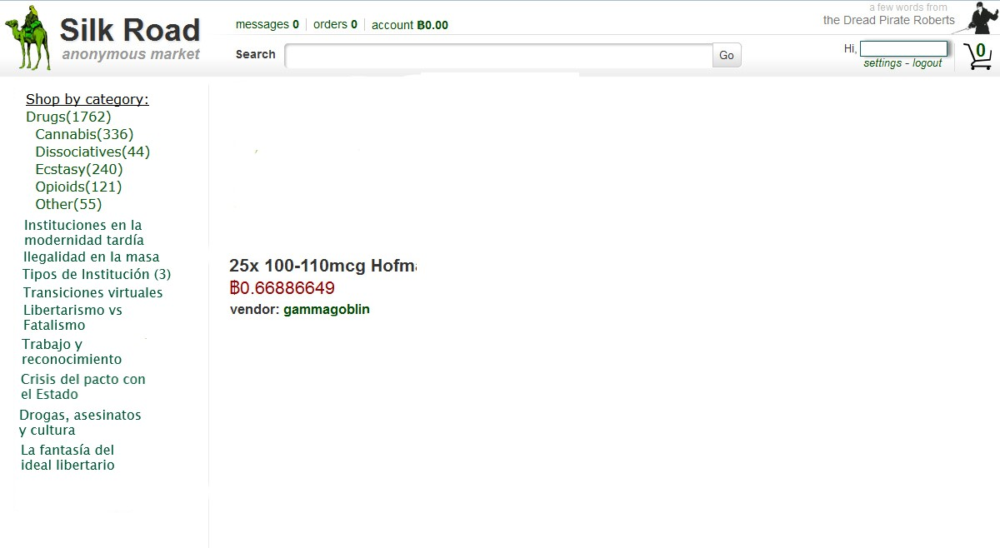 Silk Road
anonymous market
messages 0
orders 0
account ฿0.00
a few words from
the Dread Pirate Roberts
Search
Go
Hi,
settings - logout
0
Shop by category:
Drugs(1762)
Cannabis(336)
Dissociatives(44)
Ecstasy(240)
Opioids(121)
Other(55)
Instituciones en la
modernidad tardía
Ilegalidad en la masa
Tipos de Institución (3)
Transiciones virtuales
Libertarismo vs
Fatalismo
Trabajo y
reconocimiento
Crisis del pacto con
el Estado
Drogas, asesinatos
y cultura
La fantasía del
ideal libertario
25x 100-110mcg
฿0.66886649
vendor: gammagoblin